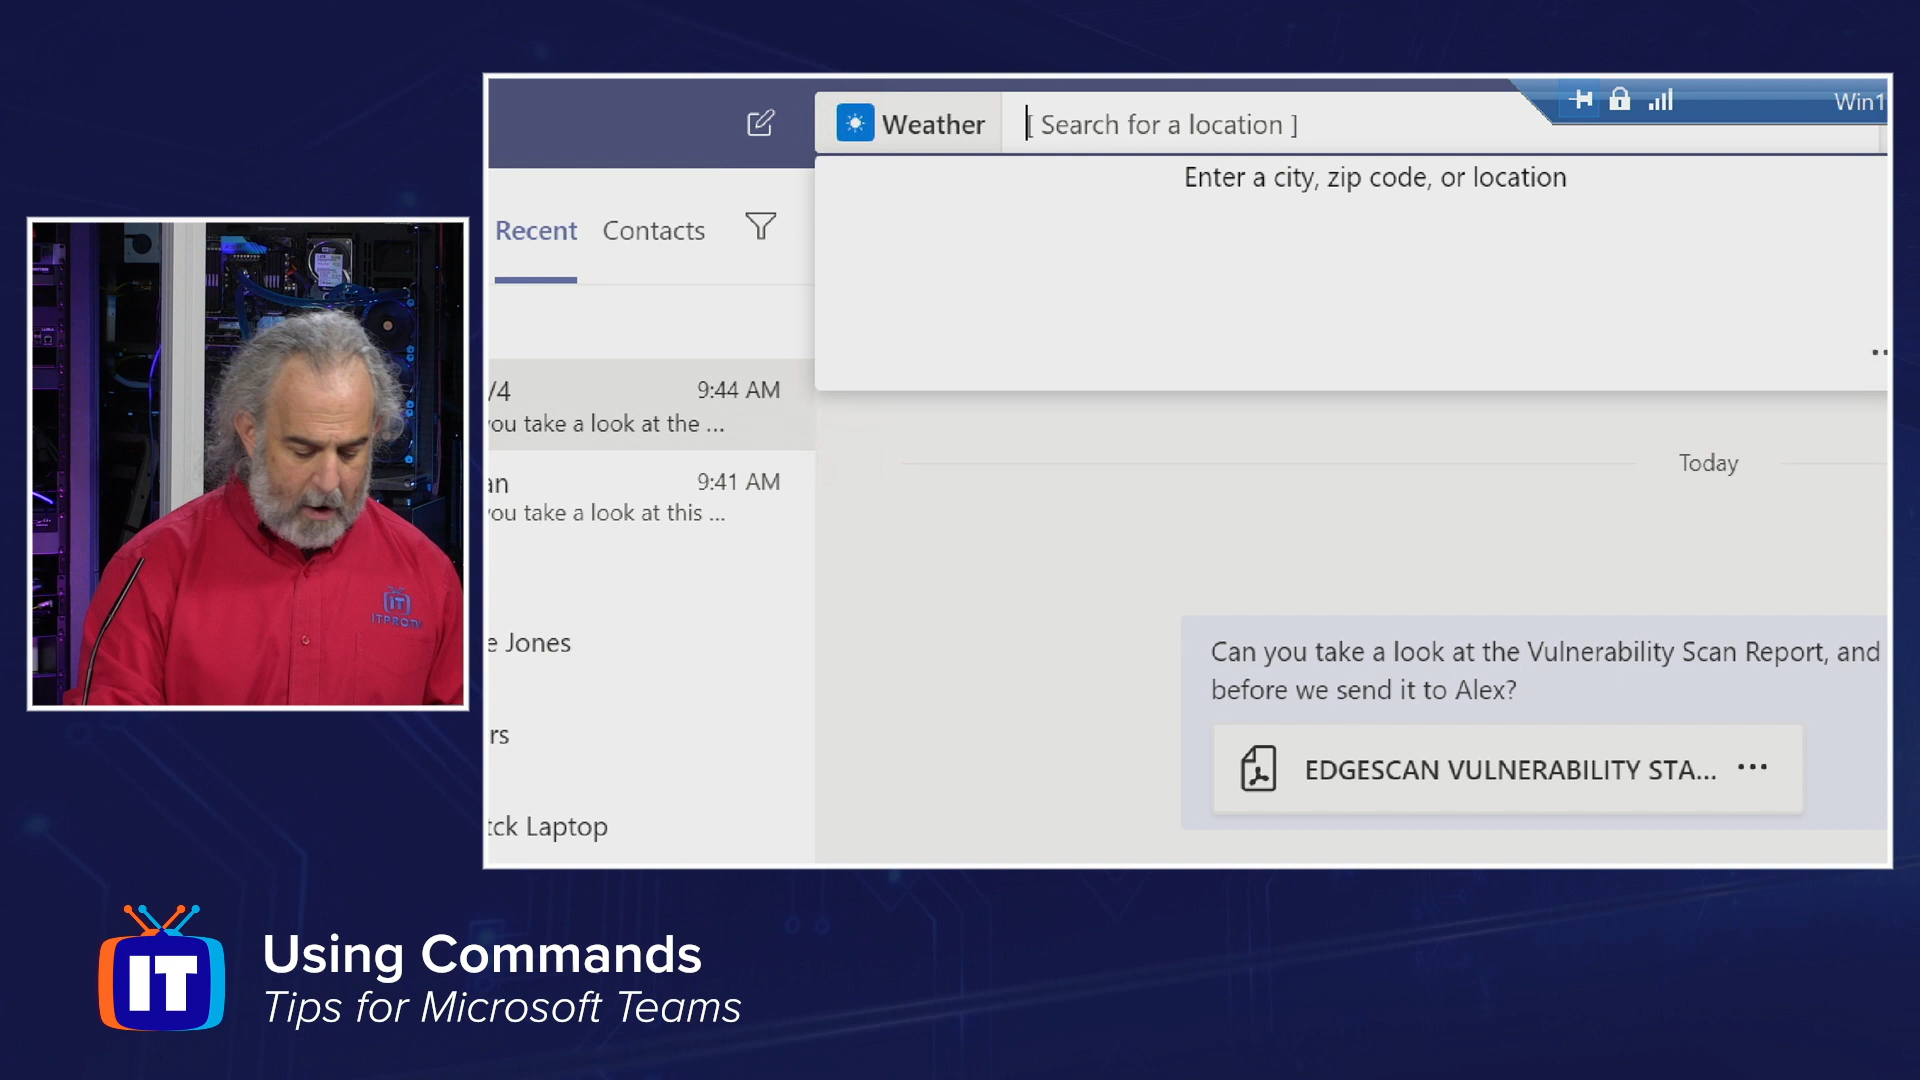 Weather
[ Search for a location ]
Win1
Enter a city, zip code, or location
Recent
Contacts
/4
9:44 AM
ou take a look at the ...
an
9:41 AM
ou take a look at this ...
e Jones
rs
ck Laptop
Today
Can you take a look at the Vulnerability Scan Report, and
before we send it to Alex?
EDGESCAN VULNERABILITY STA...
IT
ITPRO.TV
IT
Using Commands
Tips for Microsoft Teams